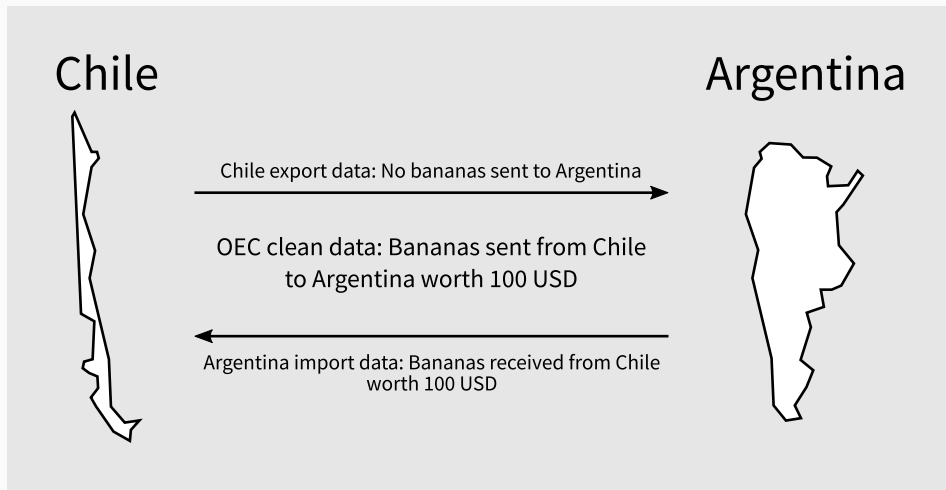 Chile
Argentina
Chile export data: No bananas sent to Argentina
OEC clean data: Bananas sent from Chile
to Argentina worth 100 USD
Argentina import data: Bananas received from Chile
worth 100 USD